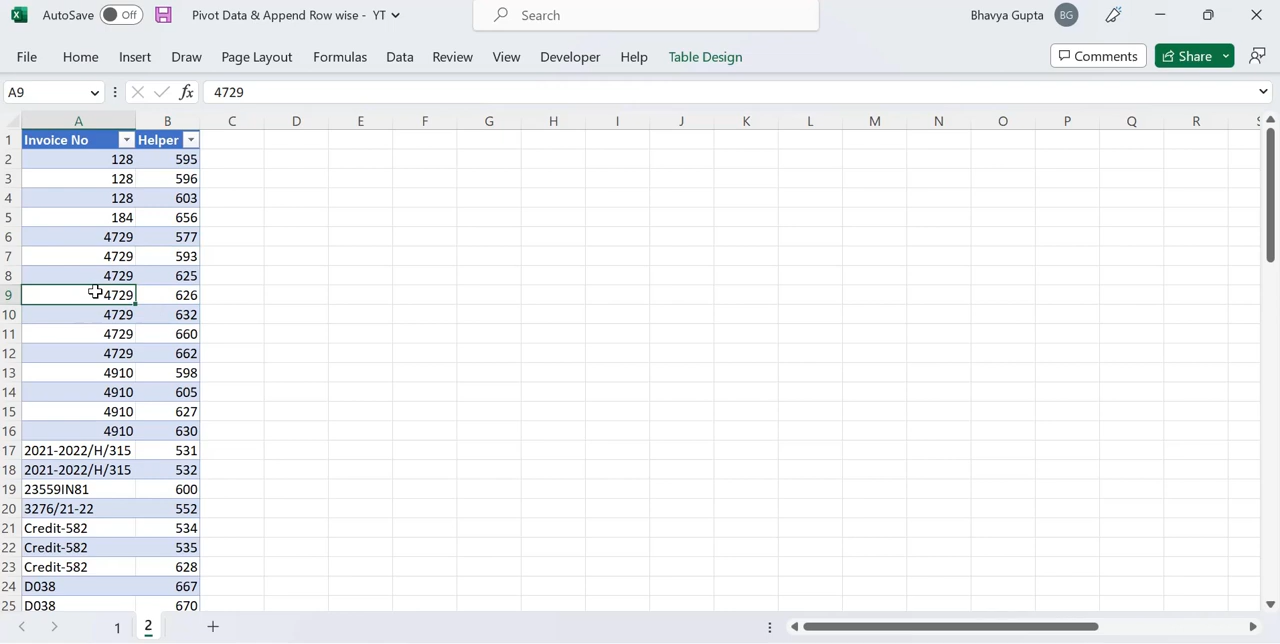 AutoSave Off Pivot Data & Append Row wise - YT Search Bhavya Gupta BG
File Home Insert Draw Page Layout Formulas Data Review View Developer Help Table Design Comments Share
A9 fx 4729
A B C D E F G H I J K L M N O P Q R
1 Invoice No Helper
2 128 595
3 128 596
4 128 603
5 184 656
6 4729 577
7 4729 593
8 4729 625
9 4729 626
10 4729 632
11 4729 660
12 4729 662
13 4910 598
14 4910 605
15 4910 627
16 4910 630
17 2021-2022/H/315 531
18 2021-2022/H/315 532
19 23559IN81 600
20 3276/21-22 552
21 Credit-582 534
22 Credit-582 535
23 Credit-582 628
24 D038 667
25 D038 670
1 2